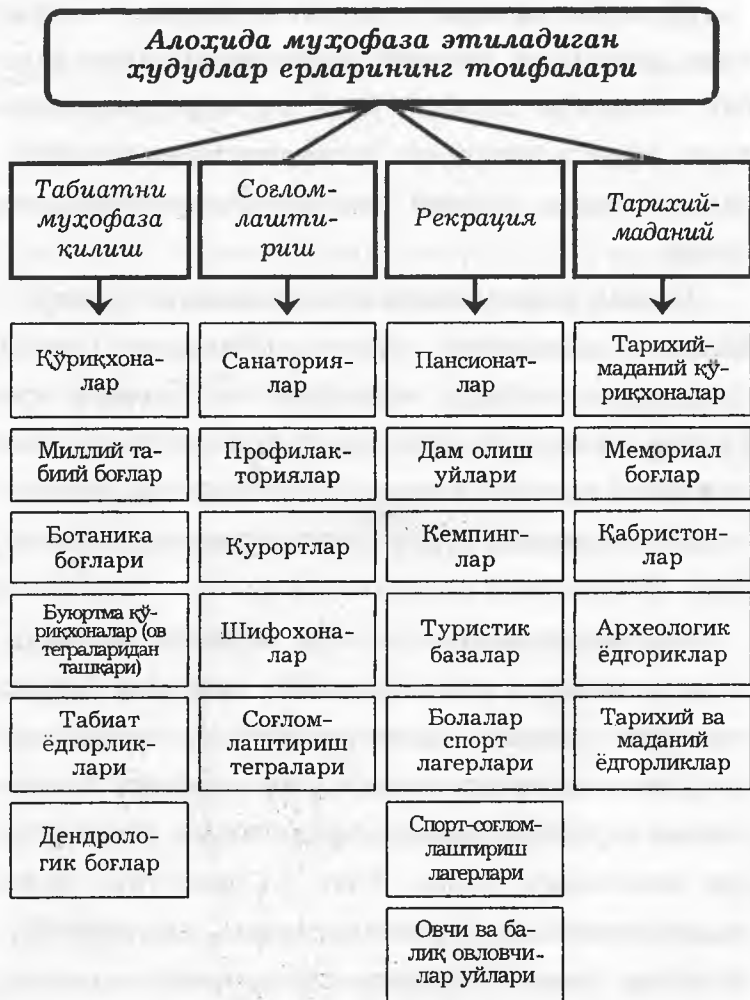 Алоҳида муҳофаза этиладиган
ҳудудлар ерларининг тоифалари
Табиатни
муҳофаза
қилиш
Соғлом-
лашти-
риш
Рекрация
Тарихий-
маданий
Қўриқхона-
лар
Миллий та-
биий боғлар
Ботаника
боғлари
Буюртма қў-
риқхоналар (ов
теграларидан
ташқари)
Табиат
ёдгорлик-
лари
Дендроло-
гик боғлар
Санатория-
лар
Профилак-
ториялар
Курортлар
Шифохона-
лар
Соғлом-
лаштириш
тегралари
Пансионат-
лар
Дам олиш
уйлари
Кемпинг-
лар
Туристик
базалар
Болалар
спорт
лагерлари
Спорт-соғлом-
лаштириш
лагерлари
Овчи ва ба-
лиқ овловчи-
лар уйлари
Тарихий-
маданий қў-
риқхоналар
Мемориал
боғлар
Қабристон-
лар
Археологик
ёдгориклар
Тарихий ва
маданий
ёдгорликлар